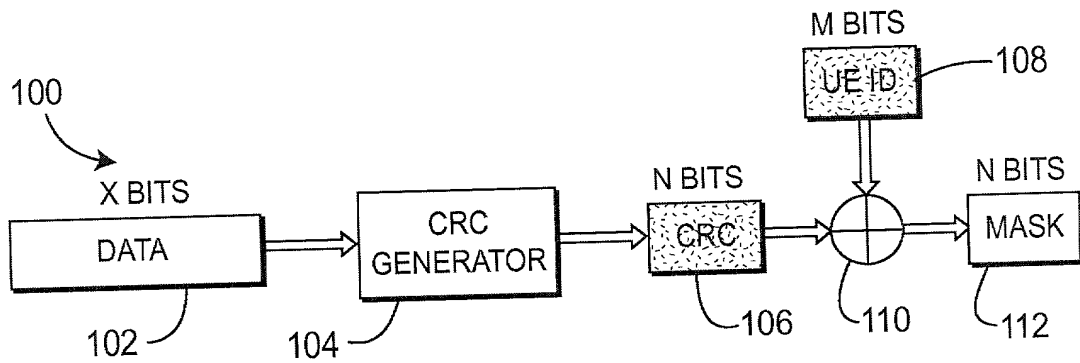 M BITS
UE ID
108
100
X BITS
DATA
102
CRC
GENERATOR
104
N BITS
CRC
106
110
N BITS
MASK
112